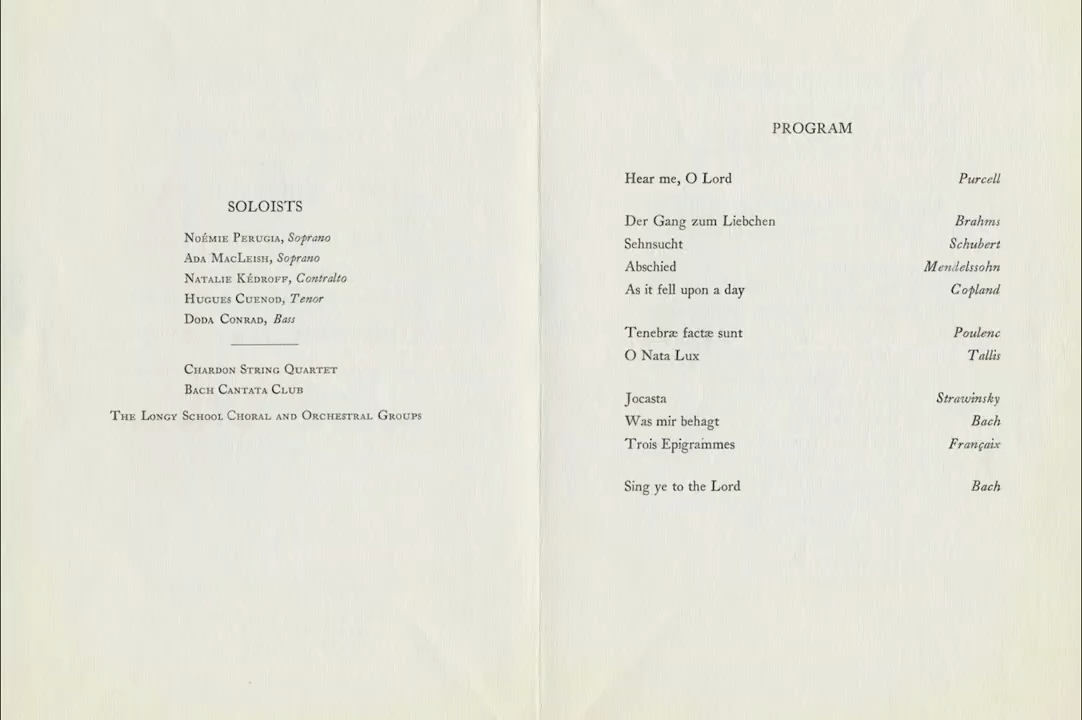 SOLOISTS
Noémie Perugia, Soprano
Ada MacLeish, Soprano
Natalie Kédroff, Contralto
Hugues Cuenod, Tenor
Doda Conrad, Bass
Chardon String Quartet
Bach Cantata Club
The Longy School Choral and Orchestral Groups
PROGRAM
Hear me, O Lord Purcell
Der Gang zum Liebchen Brahms
Sehnsucht Schubert
Abschied Mendelssohn
As it fell upon a day Copland
Tenebræ factæ sunt Poulenc
O Nata Lux Tallis
Jocasta Strawinsky
Was mir behagt Bach
Trois Epigrammes Françaix
Sing ye to the Lord Bach